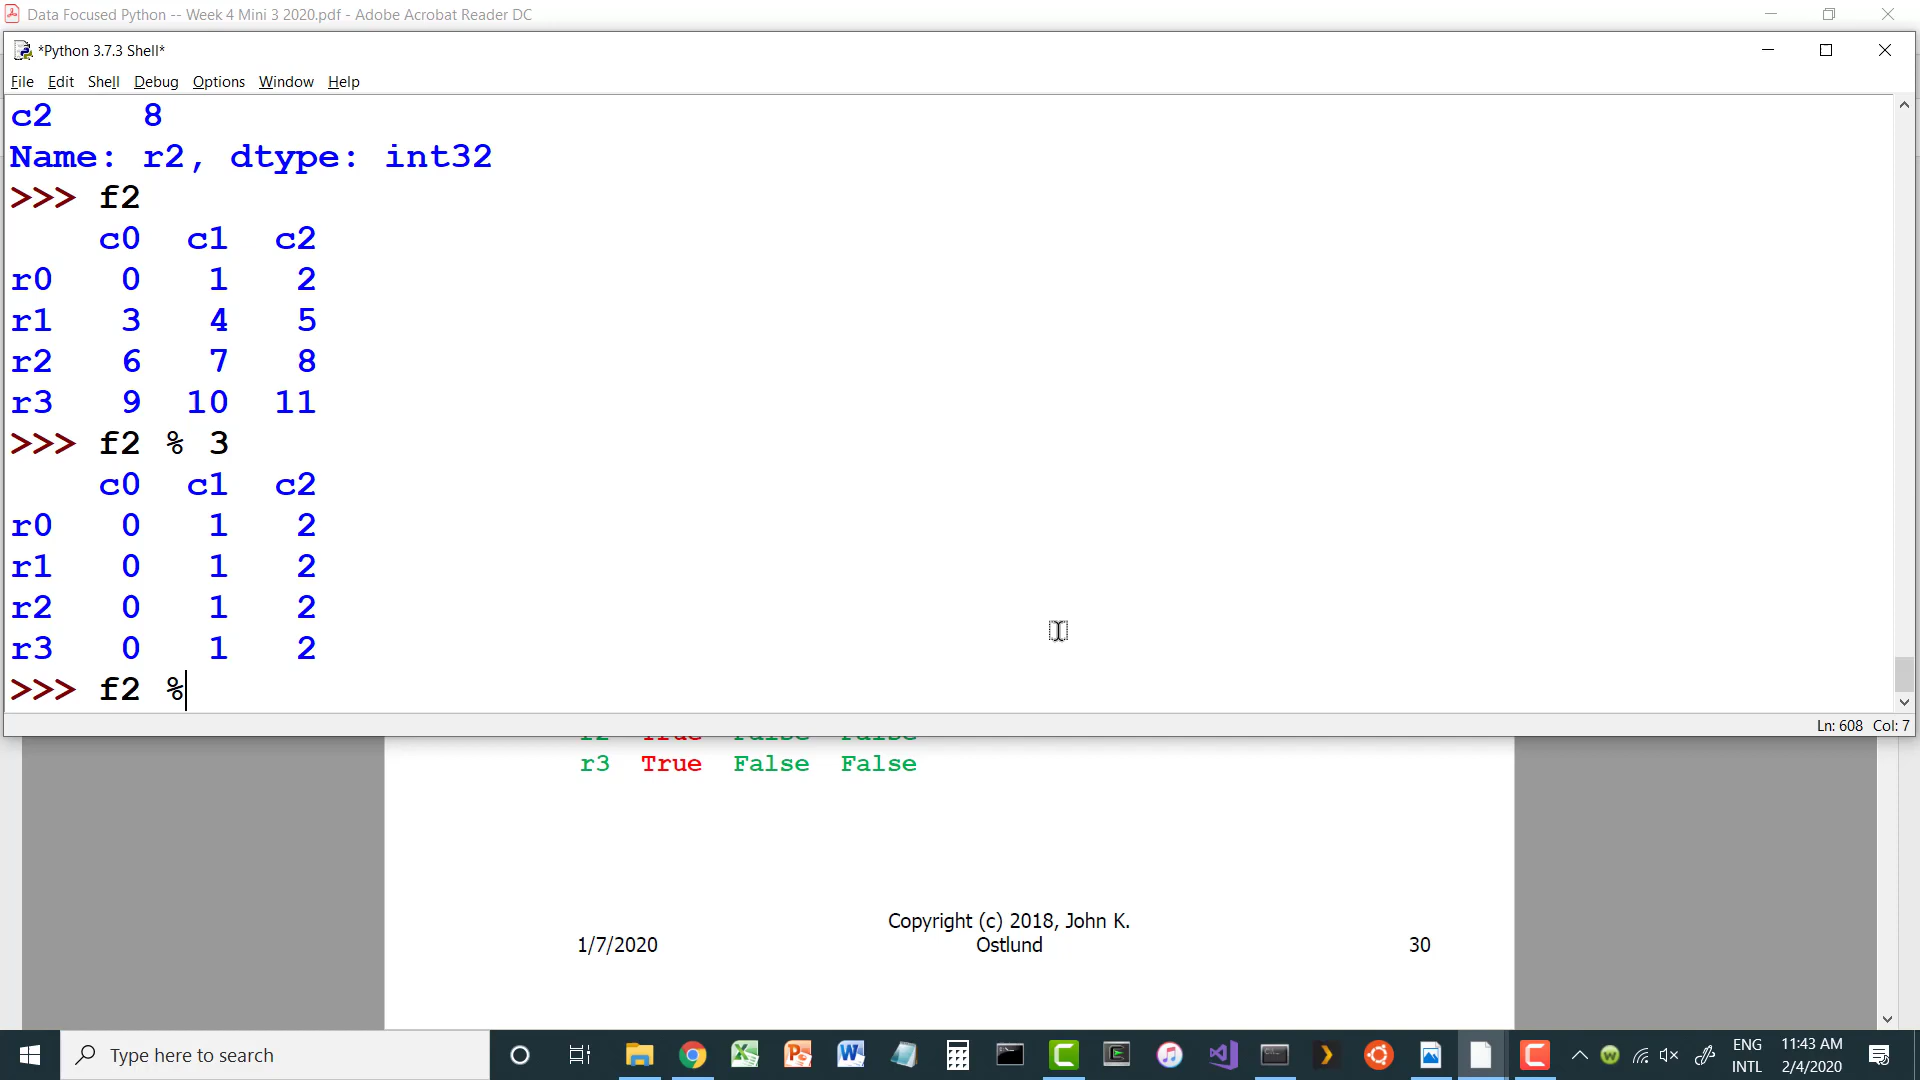 Data Focused Python -- Week 4 Mini 3 2020.pdf - Adobe Acrobat Reader DC
*Python 3.7.3 Shell*
File Edit Shell Debug Options Window Help
c2 8
Name: r2, dtype: int32
>>> f2
c0 c1 c2
r0 0 1 2
r1 3 4 5
r2 6 7 8
r3 9 10 11
>>> f2 % 3
c0 c1 c2
r0 0 1 2
r1 0 1 2
r2 0 1 2
r3 0 1 2
>>> f2 %
Ln: 608 Col: 7
r2 True False False
r3 True False False
Copyright (c) 2018, John K.
Ostlund
1/7/2020
30
Type here to search
ENG
INTL
11:43 AM
2/4/2020